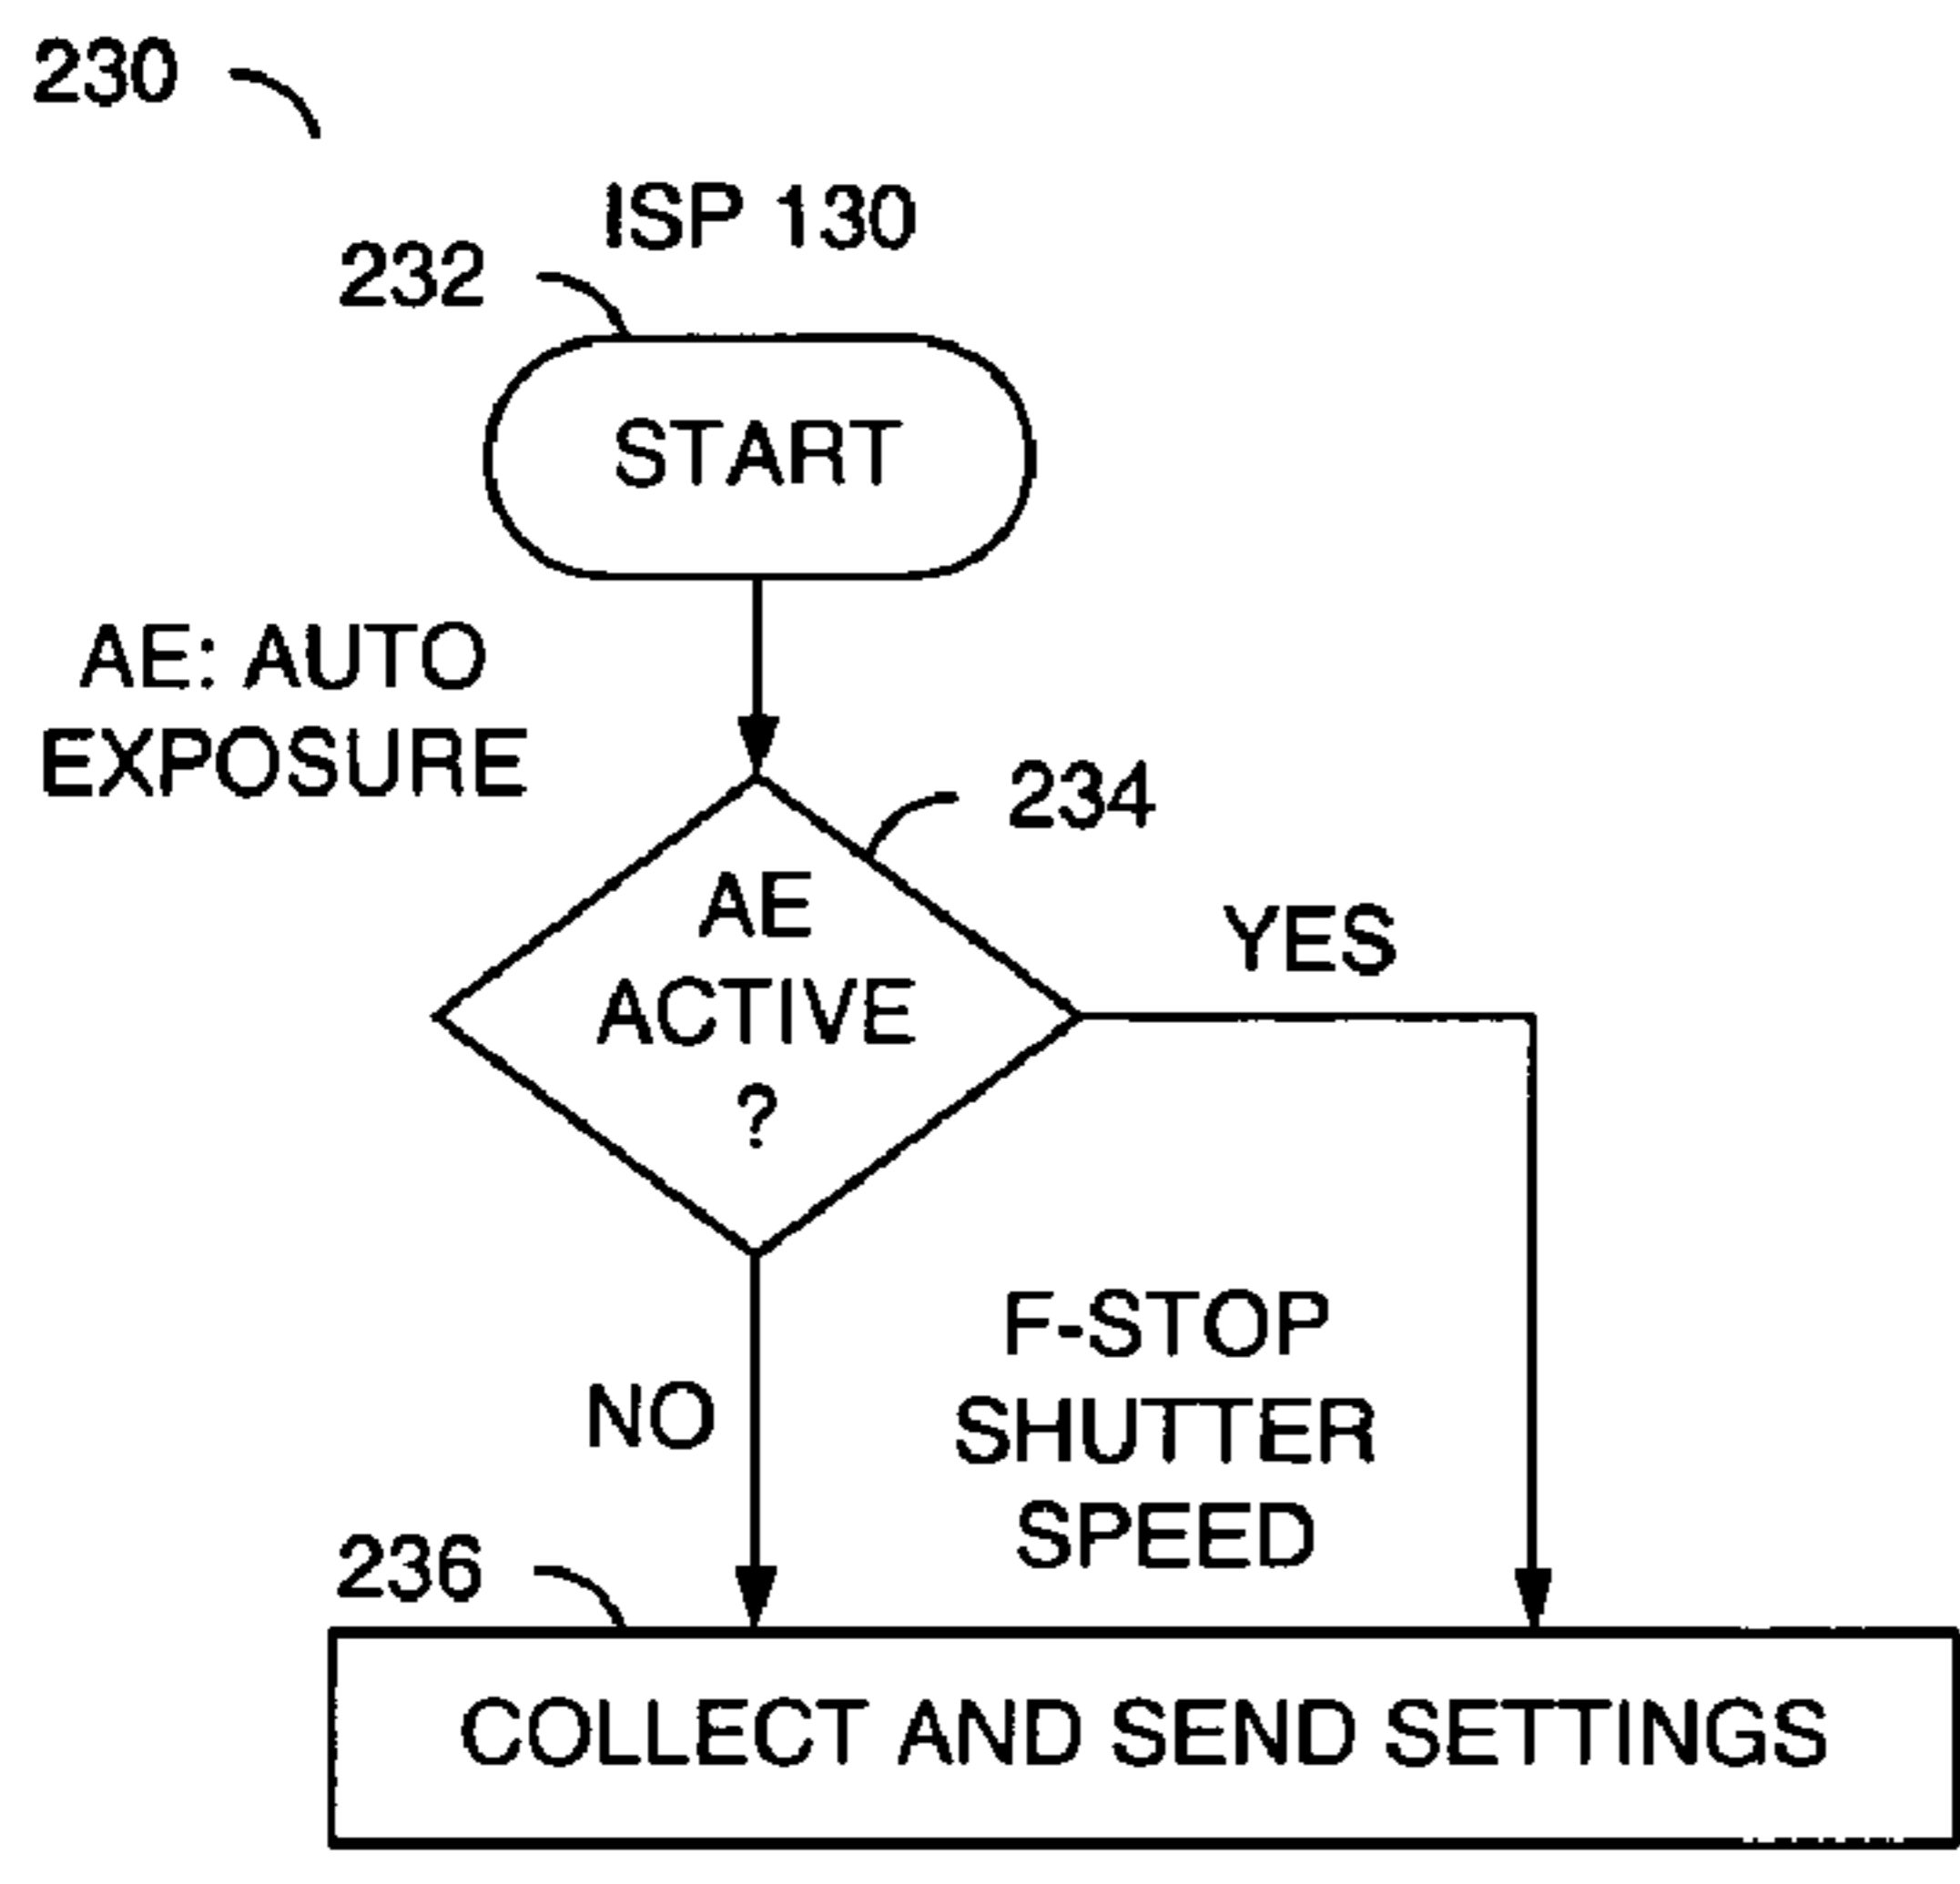 230
ISP 130
232
START
AE: AUTO
EXPOSURE
234
AE
ACTIVE
?
YES
NO
F-STOP
SHUTTER
SPEED
236
COLLECT AND SEND SETTINGS